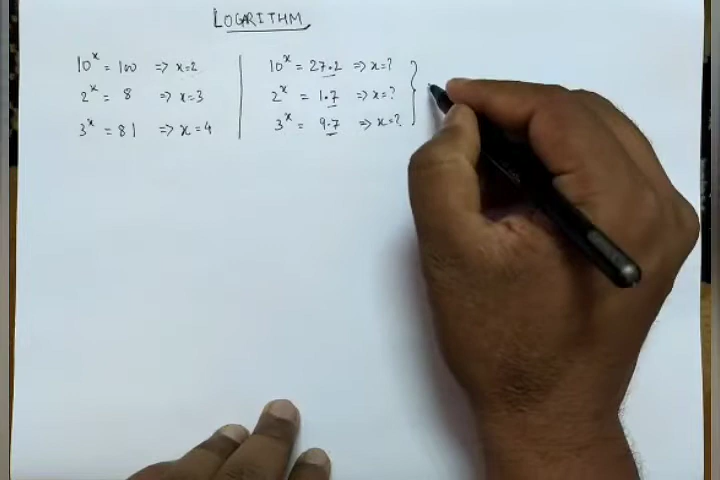 LOGARITHM
10^x = 100 ⇒ x=2
2^x = 8 ⇒ x=3
3^x = 81 ⇒ x=4
10^x = 27.2 ⇒ x=?
2^x = 1.7 ⇒ x=?
3^x = 9.7 ⇒ x=?